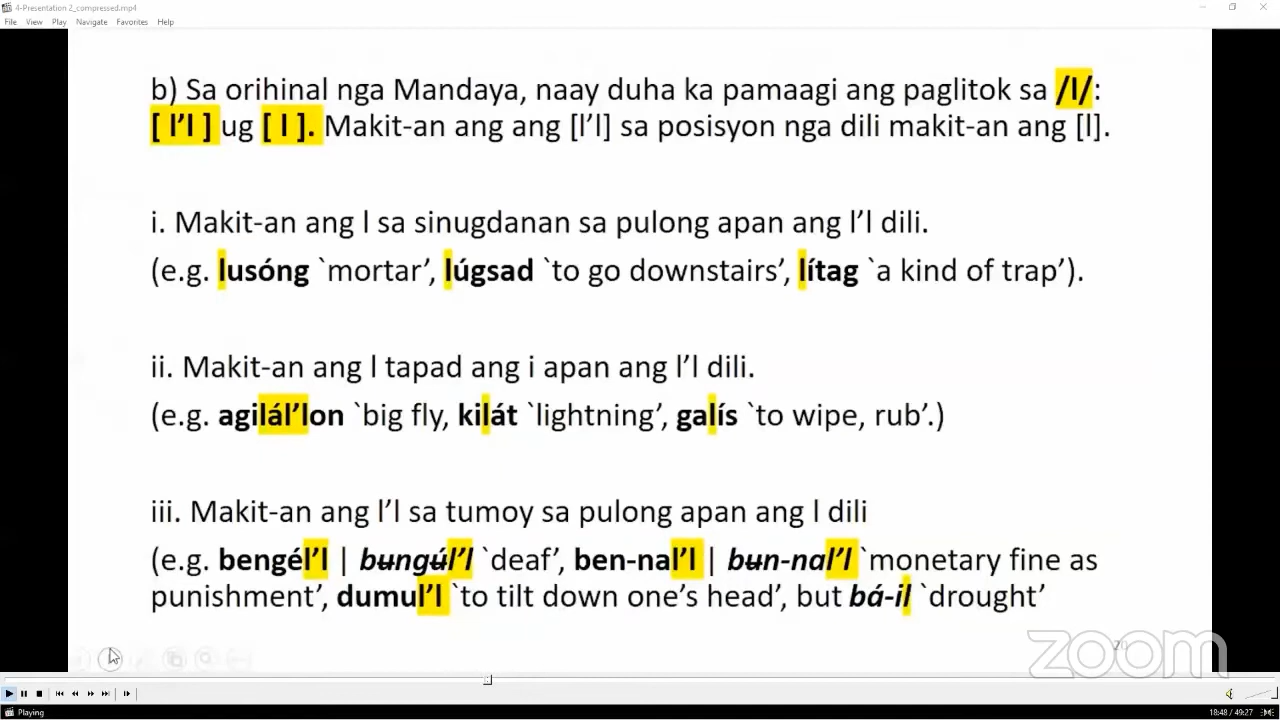 4-Presentation 2_compressed.mp4
File View Play Navigate Favorites Help
b) Sa orihinal nga Mandaya, naay duha ka pamaagi ang paglitok sa /l/:
[ l’l ] ug [ l ]. Makit-an ang ang [l’l] sa posisyon nga dili makit-an ang [l].
i. Makit-an ang l sa sinugdanan sa pulong apan ang l’l dili.
(e.g. lusóng `mortar’, lúgsad `to go downstairs’, lítag `a kind of trap’).
ii. Makit-an ang l tapad ang i apan ang l’l dili.
(e.g. agilál’lon `big fly, kilát `lightning’, galís `to wipe, rub’.)
iii. Makit-an ang l’l sa tumoy sa pulong apan ang l dili
(e.g. bengél’l | bʉngʉ́l’l `deaf’, ben-nal’l | bʉn-nal’l `monetary fine as
punishment’, dumul’l `to tilt down one’s head’, but bá-il `drought’
20
zoom
Playing
18:48 / 49:27